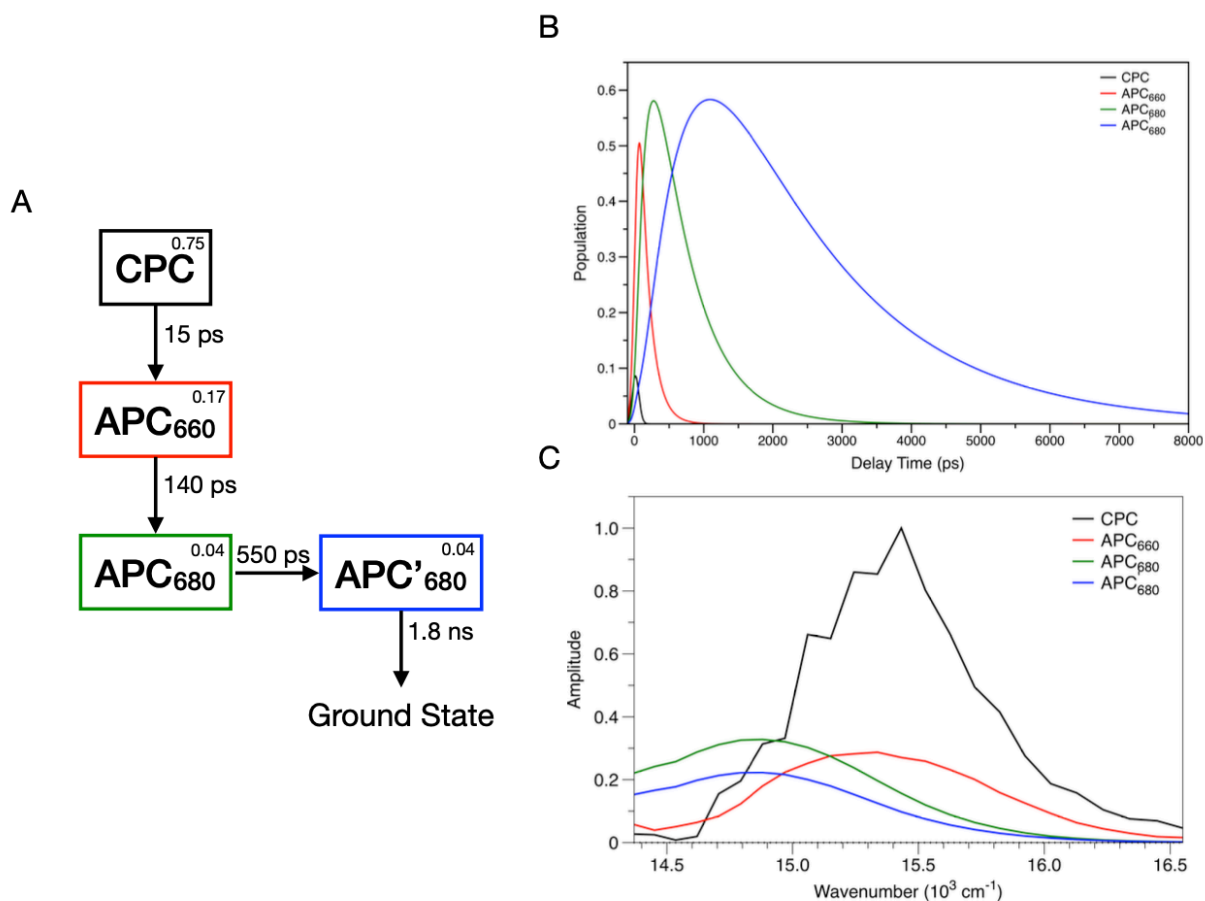 A
0.75
CPC
15 ps
0.17
APC660
140 ps
0.04
APC680
550 ps
0.04
APC'680
1.8 ns
Ground State
B
Population
0.6
0.5
0.4
0.3
0.2
0.1
0
0 1000 2000 3000 4000 5000 6000 7000 8000
Delay Time (ps)
CPC
APC660
APC680
APC'680
C
Amplitude
1.0
0.8
0.6
0.4
0.2
0
14.5 15.0 15.5 16.0 16.5
Wavenumber (10³ cm⁻¹)
CPC
APC660
APC680
APC'680